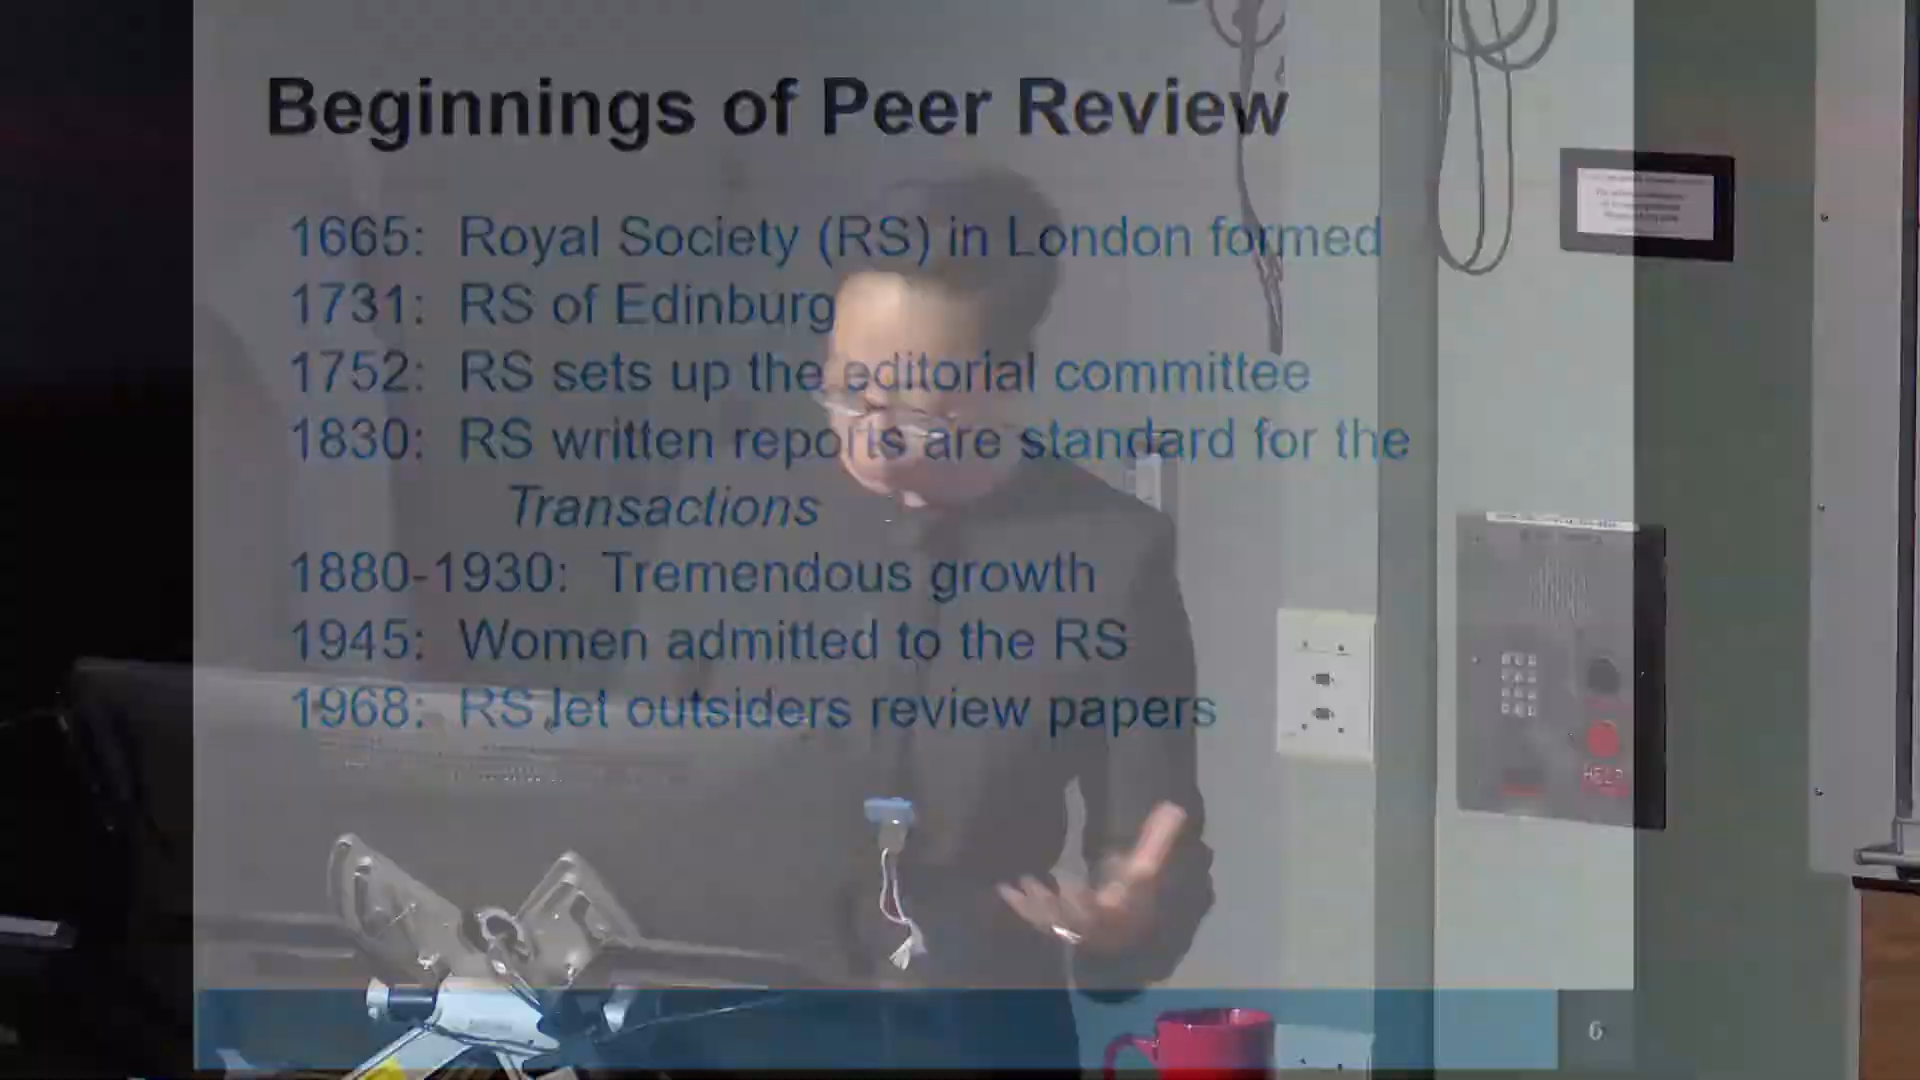 Beginnings of Peer Review
1665: Royal Society (RS) in London formed
1731: RS of Edinburg
1752: RS sets up the editorial committee
1830: RS written reports are standard for the
Transactions
1880-1930: Tremendous growth
1945: Women admitted to the RS
1968: RS let outsiders review papers
HELP
6